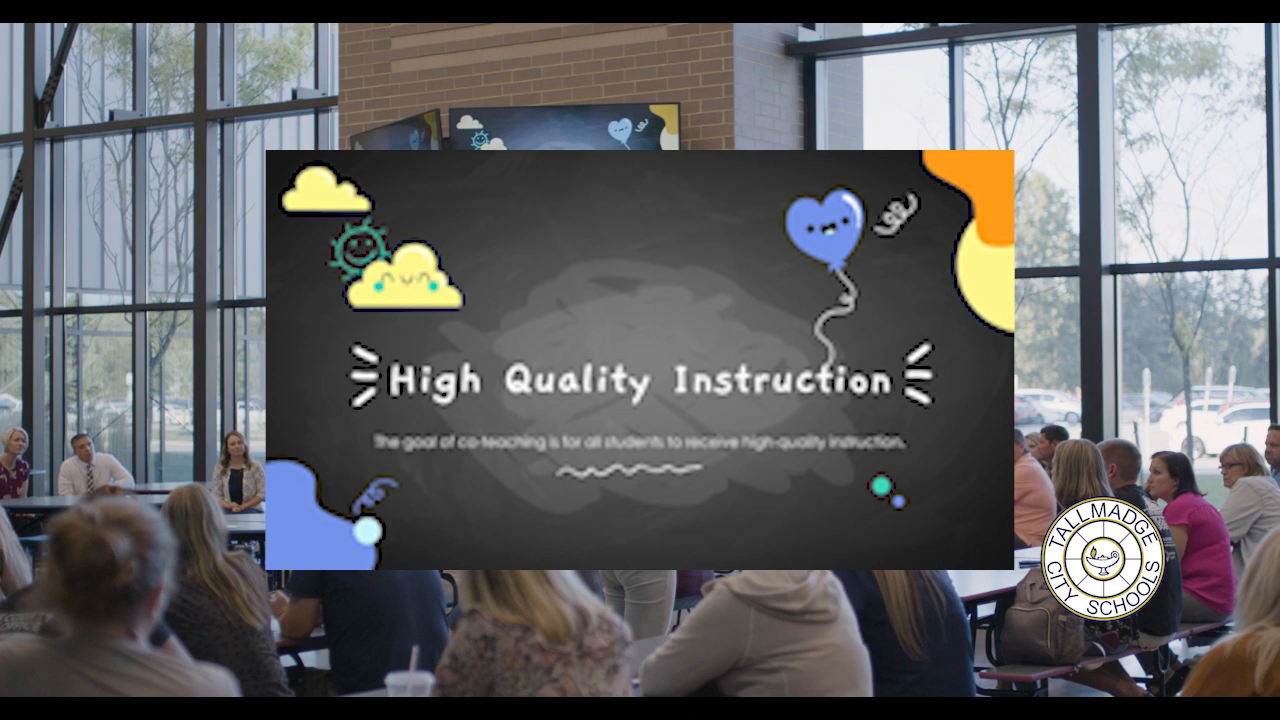 High Quality Instruction
The goal of co-teaching is for all students to receive high-quality instruction.
TALLMADGE
CITY SCHOOLS